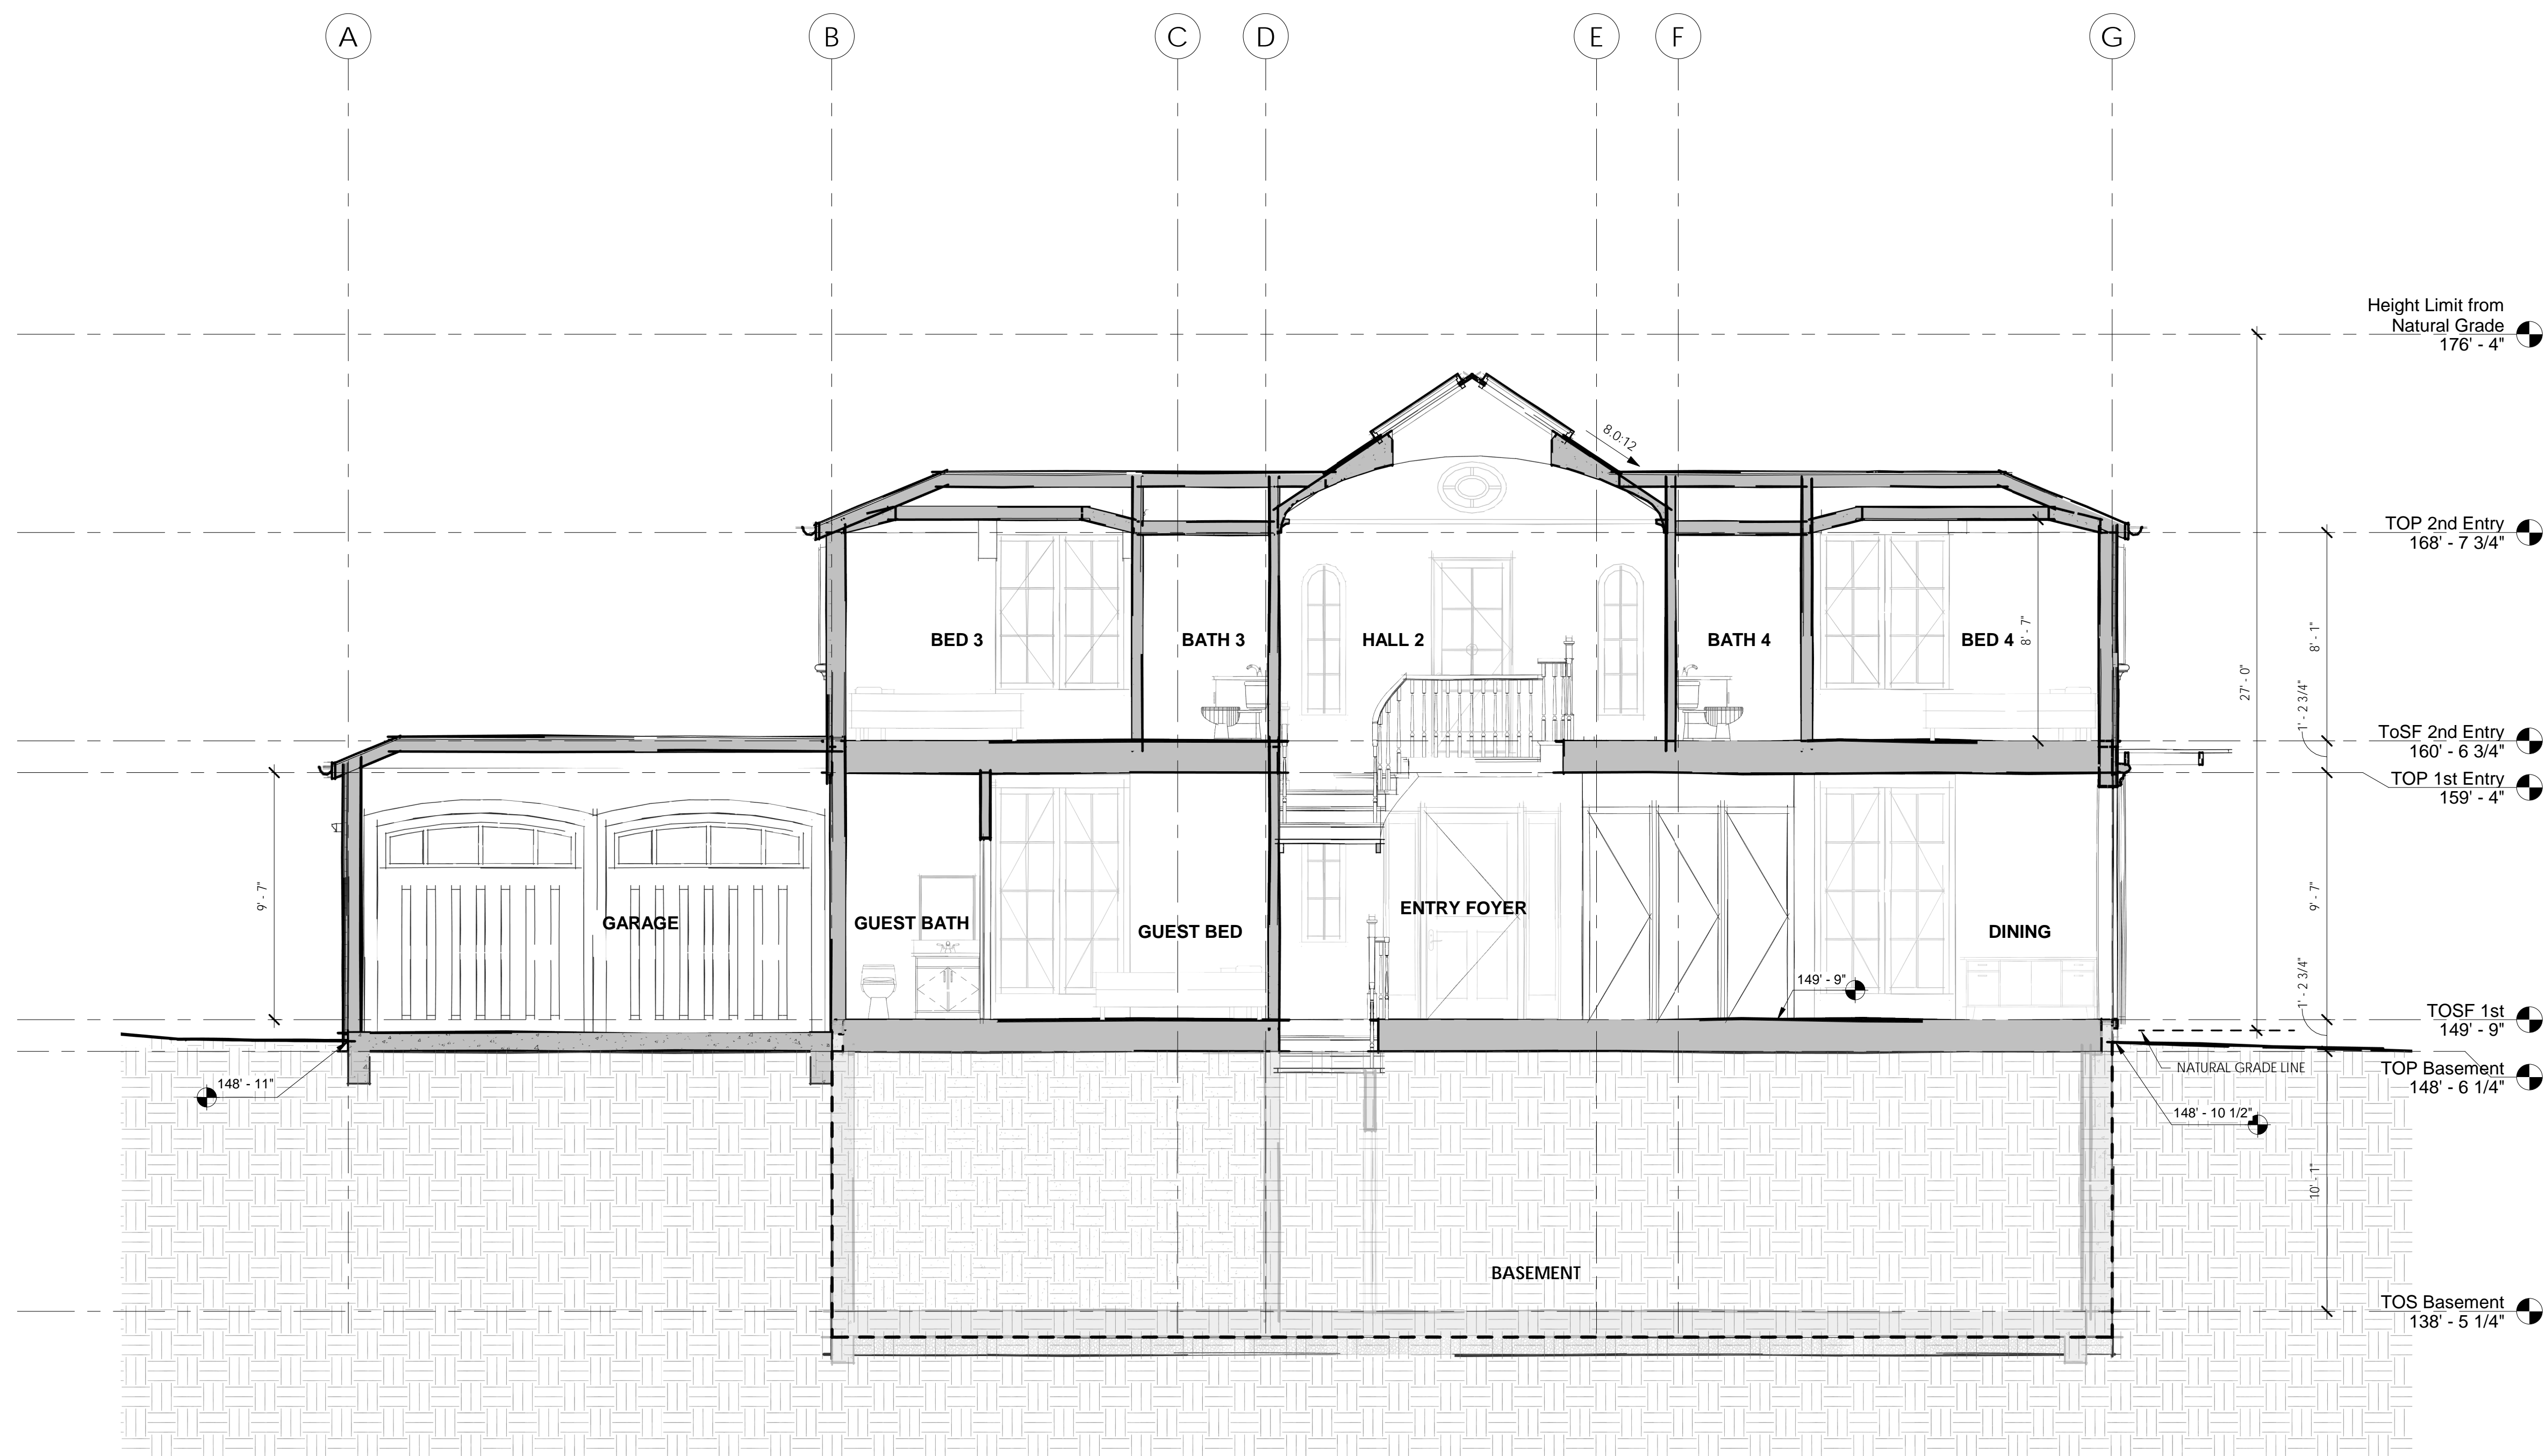 A
B
C
D
E
F
G
Height Limit from
Natural Grade
176' - 4"
8.0:12
TOP 2nd Entry
168' - 7 3/4"
BED 3
BATH 3
HALL 2
BATH 4
BED 4
8' - 7"
8' - 1"
27' - 0"
1' - 2 3/4"
ToSF 2nd Entry
160' - 6 3/4"
TOP 1st Entry
159' - 4"
9' - 7"
GARAGE
GUEST BATH
GUEST BED
ENTRY FOYER
DINING
9' - 7"
149' - 9"
1' - 2 3/4"
TOSF 1st
149' - 9"
148' - 11"
NATURAL GRADE LINE
TOP Basement
148' - 6 1/4"
148' - 10 1/2"
10' - 1"
BASEMENT
TOS Basement
138' - 5 1/4"